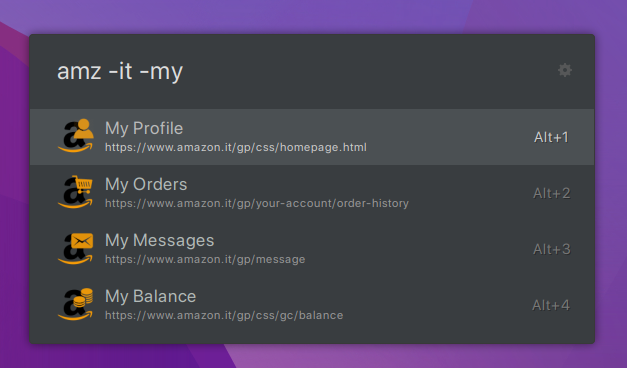 amz -it -my
My Profile
https://www.amazon.it/gp/css/homepage.html
Alt+1
My Orders
https://www.amazon.it/gp/your-account/order-history
Alt+2
My Messages
https://www.amazon.it/gp/message
Alt+3
My Balance
https://www.amazon.it/gp/css/gc/balance
Alt+4